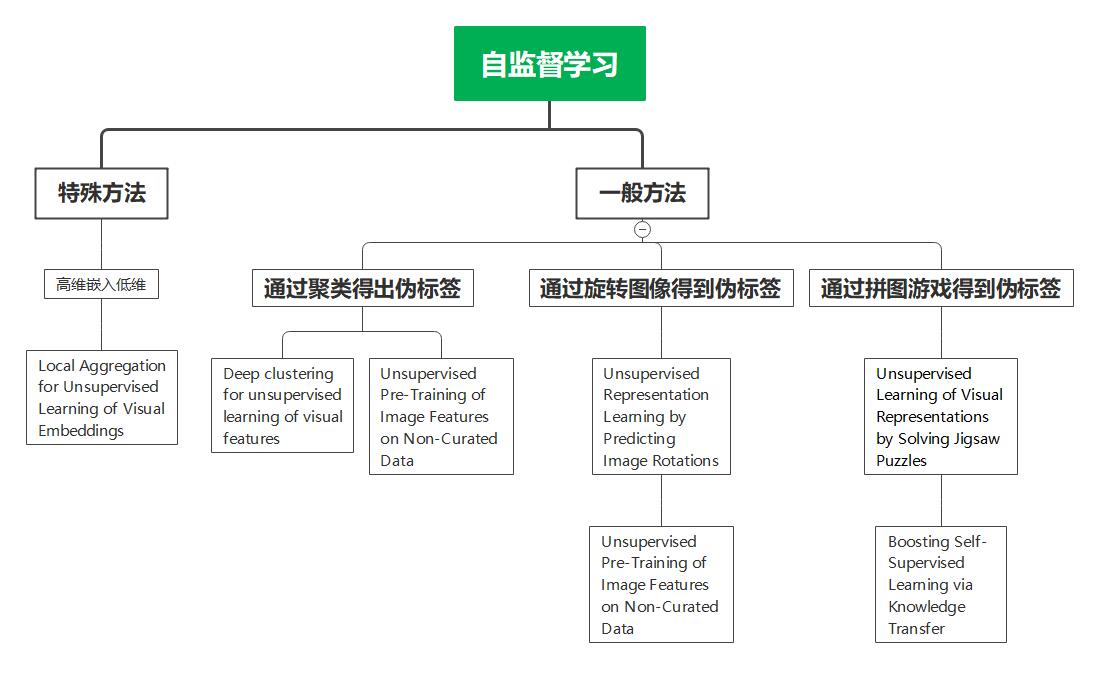 自监督学习
特殊方法
一般方法
高维嵌入低维
通过聚类得出伪标签
通过旋转图像得到伪标签
通过拼图游戏得到伪标签
Local Aggregation
for Unsupervised
Learning of Visual
Embeddings
Deep clustering
for unsupervised
learning of visual
features
Unsupervised
Pre-Training of
Image Features
on Non-Curated
Data
Unsupervised
Representation
Learning by
Predicting
Image Rotations
Unsupervised
Learning of Visual
Representations
by Solving Jigsaw
Puzzles
Unsupervised
Pre-Training of
Image Features
on Non-Curated
Data
Boosting Self-
Supervised
Learning via
Knowledge
Transfer